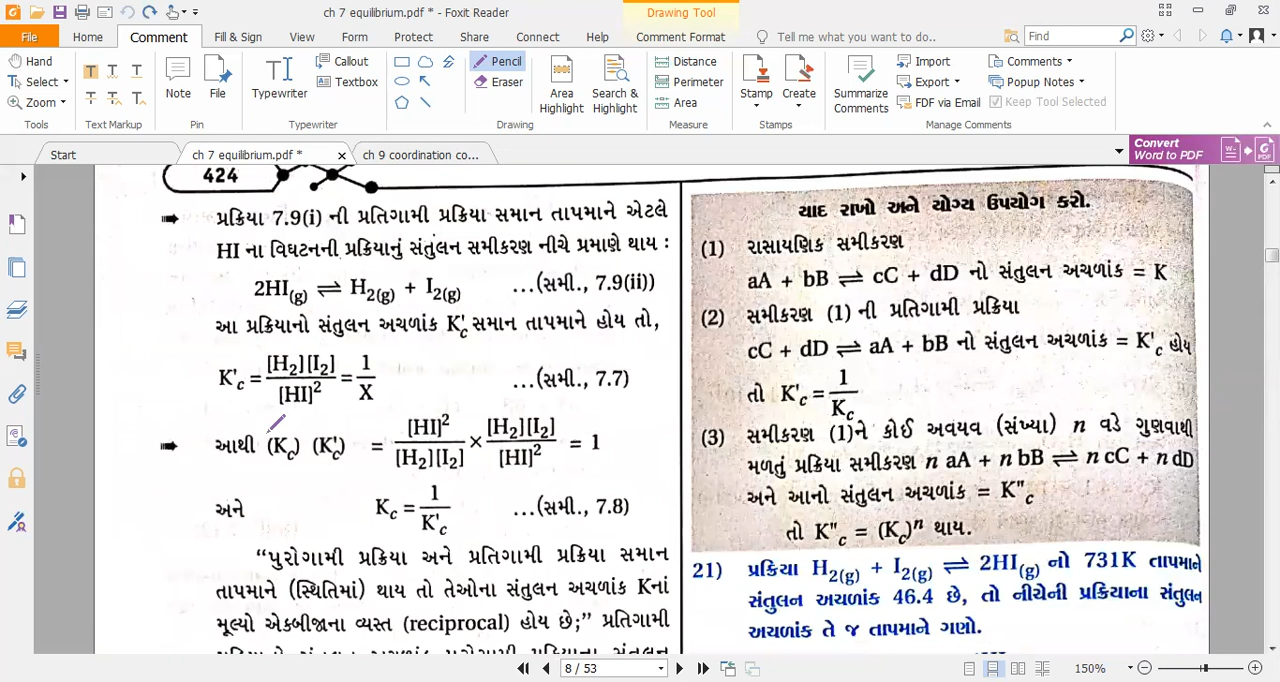 ch 7 equilibrium.pdf * - Foxit Reader
Drawing Tool
File Home Comment Fill & Sign View Form Protect Share Connect Help Comment Format Tell me what you want to do.. Find
Hand
Select
Zoom
Tools
Text Markup
Note File
Pin
Typewriter
Callout
Textbox
Typewriter
Pencil
Eraser
Drawing
Area Highlight
Search & Highlight
Distance
Perimeter
Area
Measure
Stamp Create
Stamps
Summarize Comments
Import
Export
FDF via Email
Comments
Popup Notes
Keep Tool Selected
Manage Comments
Start
ch 7 equilibrium.pdf *
ch 9 coordination co...
Convert Word to PDF
424
પ્રક્રિયા 7.9(i) ની પ્રતિગામી પ્રક્રિયા સમાન તાપમાને એટલે
HI ના વિઘટનની પ્રક્રિયાનું સંતુલન સમીકરણ નીચે પ્રમાણે થાય :
2HI(g) ⇌ H2(g) + I2(g) ...(સમી., 7.9(ii))
આ પ્રક્રિયાનો સંતુલન અચળાંક K'c સમાન તાપમાને હોય તો,
K'c = [H2][I2] / [HI]² = 1 / X ...(સમી., 7.7)
આથી (Kc) (K'c) = [HI]² / [H2][I2] × [H2][I2] / [HI]² = 1
અને Kc = 1 / K'c ...(સમી., 7.8)
“પુરોગામી પ્રક્રિયા અને પ્રતિગામી પ્રક્રિયા સમાન
તાપમાને (સ્થિતિમાં) થાય તો તેઓના સંતુલન અચળાંક Kનાં
મૂલ્યો એકબીજાના વ્યસ્ત (reciprocal) હોય છે;” પ્રતિગામી
યાદ રાખો અને યોગ્ય ઉપયોગ કરો.
(1) રાસાયણિક સમીકરણ
aA + bB ⇌ cC + dD નો સંતુલન અચળાંક = K
(2) સમીકરણ (1) ની પ્રતિગામી પ્રક્રિયા
cC + dD ⇌ aA + bB નો સંતુલન અચળાંક = K'c હોય
તો K'c = 1 / Kc
(3) સમીકરણ (1)ને કોઈ અવયવ (સંખ્યા) n વડે ગુણવાથી
મળતું પ્રક્રિયા સમીકરણ n aA + n bB ⇌ n cC + n dD
અને આનો સંતુલન અચળાંક = K"c
તો K"c = (Kc)ⁿ થાય.
21) પ્રક્રિયા H2(g) + I2(g) ⇌ 2HI(g) નો 731K તાપમાને
સંતુલન અચળાંક 46.4 છે, તો નીચેની પ્રક્રિયાના સંતુલન
અચળાંક તે જ તાપમાને ગણો.
8 / 53
150%